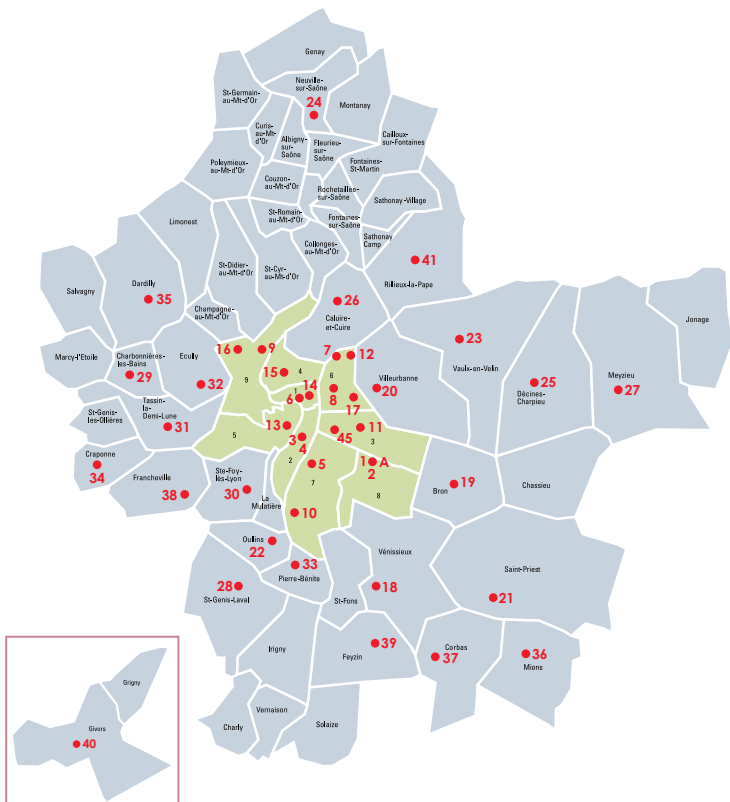 Genay
Neuville-
sur-Saône
24
St-Germain-
au-Mt-d'Or
Montanay
Curis-
au-Mt-
d'Or
Albigny-
sur-
Saône
Fleurieu-
sur-
Saône
Cailloux-
sur-Fontaines
Poleymieux-
au-Mt-d'Or
Fontaines-
St-Martin
Couzon-
au-Mt-d'Or
Rochetaillée-
sur-Saône
Sathonay-Village
St-Romain-
au-Mt-d'Or
Fontaines-
sur-Saône
Limonest
Sathonay
Camp
Collonges-
au-Mt-d'Or
St-Didier-
au-Mt-d'Or
St-Cyr-
au-Mt-d'Or
41
Rillieux-la-Pape
Dardilly
35
Salvagny
26
Caluire-
et-Cuire
Champagne-
au-Mt-d'Or
Jonage
23
Vaulx-en-Velin
16
9
7
12
Marcy-l'Etoile
Charbonnières-
les-Bains
29
Ecully
32
15
4
9
6
8
17
Villeurbanne
20
25
Décines-
Charpieu
Meyzieu
27
14
1
6
Tassin-
la-
Demi-Lune
31
St-Genis-
les-Ollières
13
3
4
45
11
3
5
Craponne
34
Francheville
38
Ste-Foy-
lès-Lyon
30
La
Mulatière
2
5
7
1
A
2
8
19
Bron
Chassieu
10
Oullins
22
33
Pierre-Bénite
28
St-Genis-Laval
Vénissieux
18
St-Fons
Saint-Priest
21
Irigny
39
Feyzin
Corbas
37
36
Mions
Charly
Vernaison
Solaize
Grigny
Givors
40